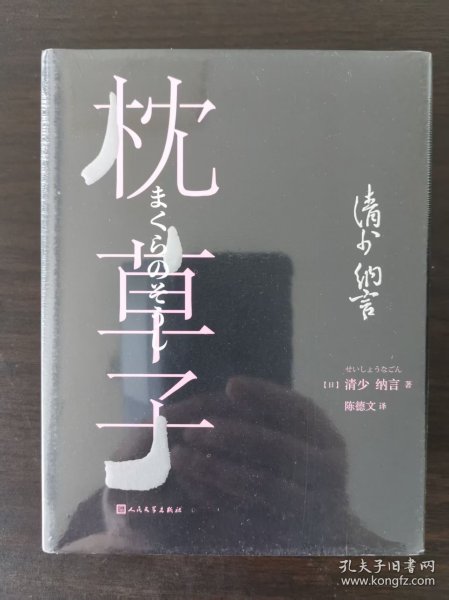 枕草子
まくらのそうし
清少纳言
せいしょうなごん
【日】清少 纳言 著
陈德文 译
人民文学出版社
孔夫子旧书网
www.kongfz.com